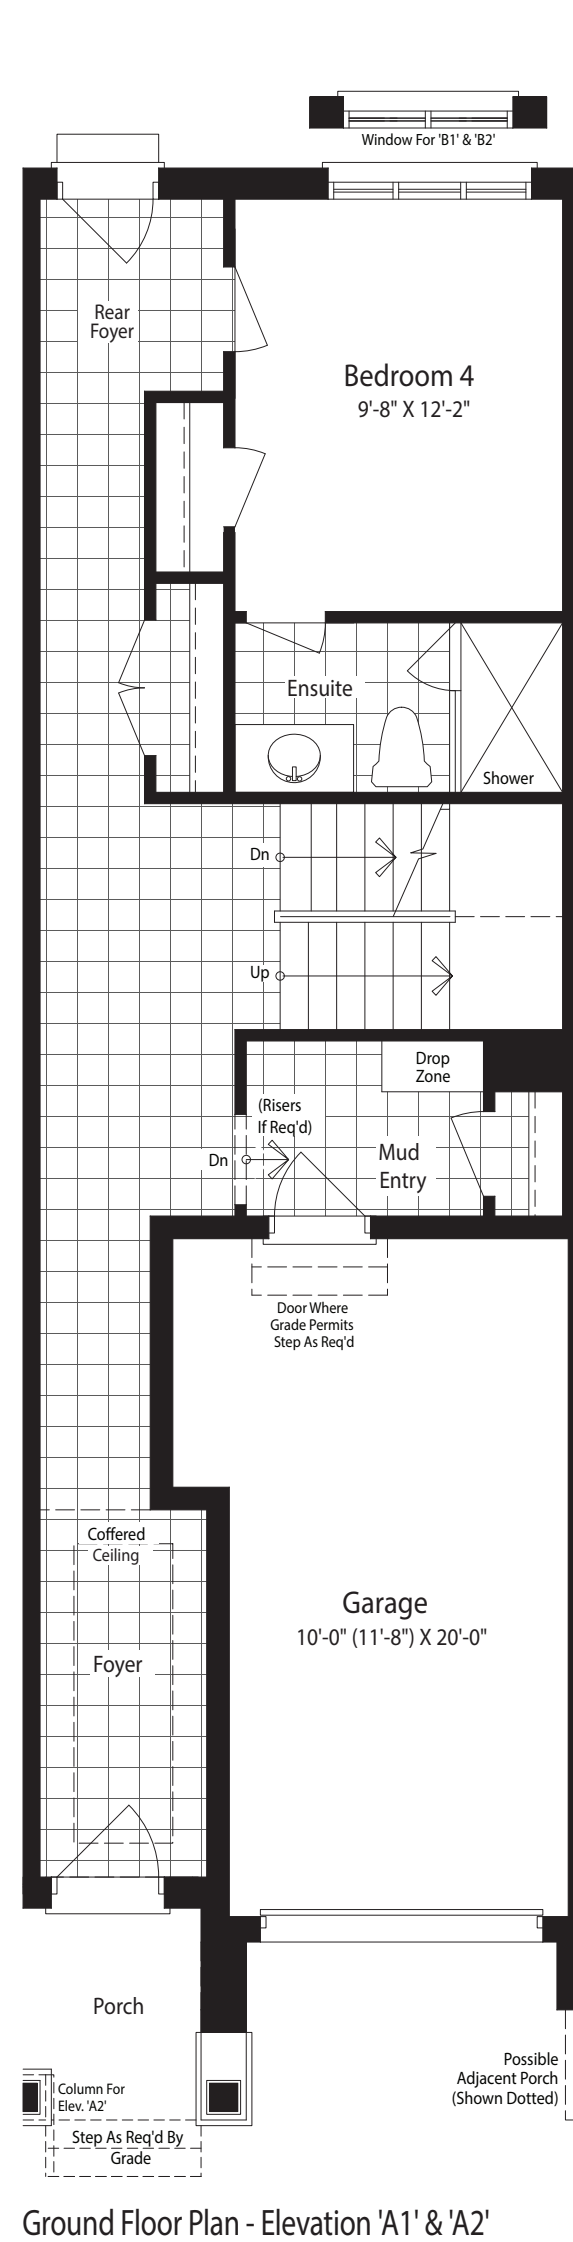 Window For 'B1' & 'B2'
Rear
Foyer
Bedroom 4
9'-8" X 12'-2"
Ensuite
Shower
Dn
Up
Drop
Zone
(Risers
If Req'd)
Dn
Mud
Entry
Door Where
Grade Permits
Step As Req'd
Coffered
Ceiling
Garage
10'-0" (11'-8") X 20'-0"
Foyer
Porch
Possible
Adjacent Porch
(Shown Dotted)
Column For
Elev. 'A2'
Step As Req'd By
Grade
Ground Floor Plan - Elevation 'A1' & 'A2'